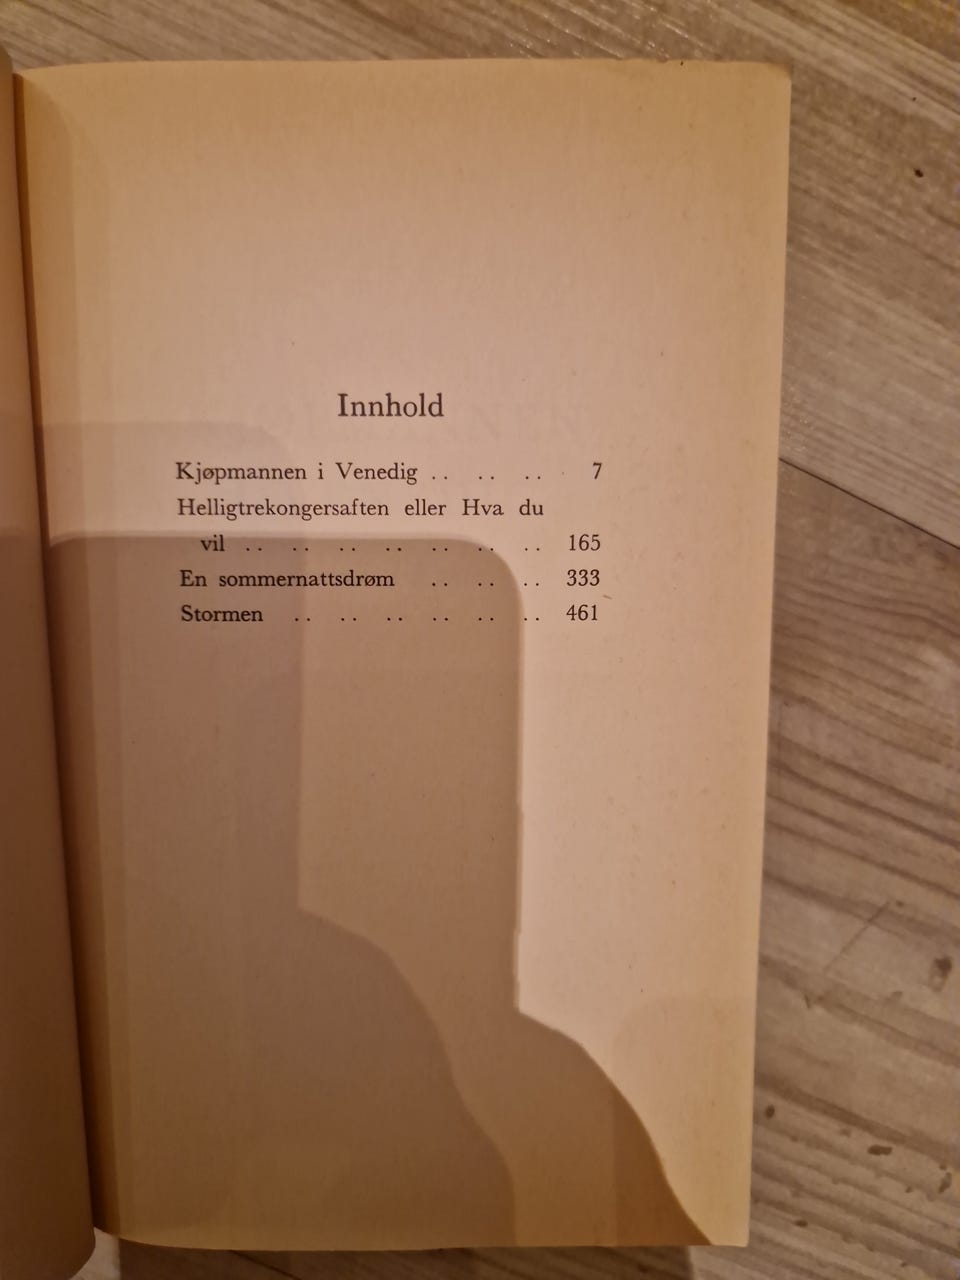 Innhold
Kjøpmannen i Venedig .. .. .. . 7
Helligtrekongersaften eller Hva du
vil .. .. .. .. .. .. .. 165
En sommernattsdrøm .. .. .. 333
Stormen .. .. .. .. .. .. 461